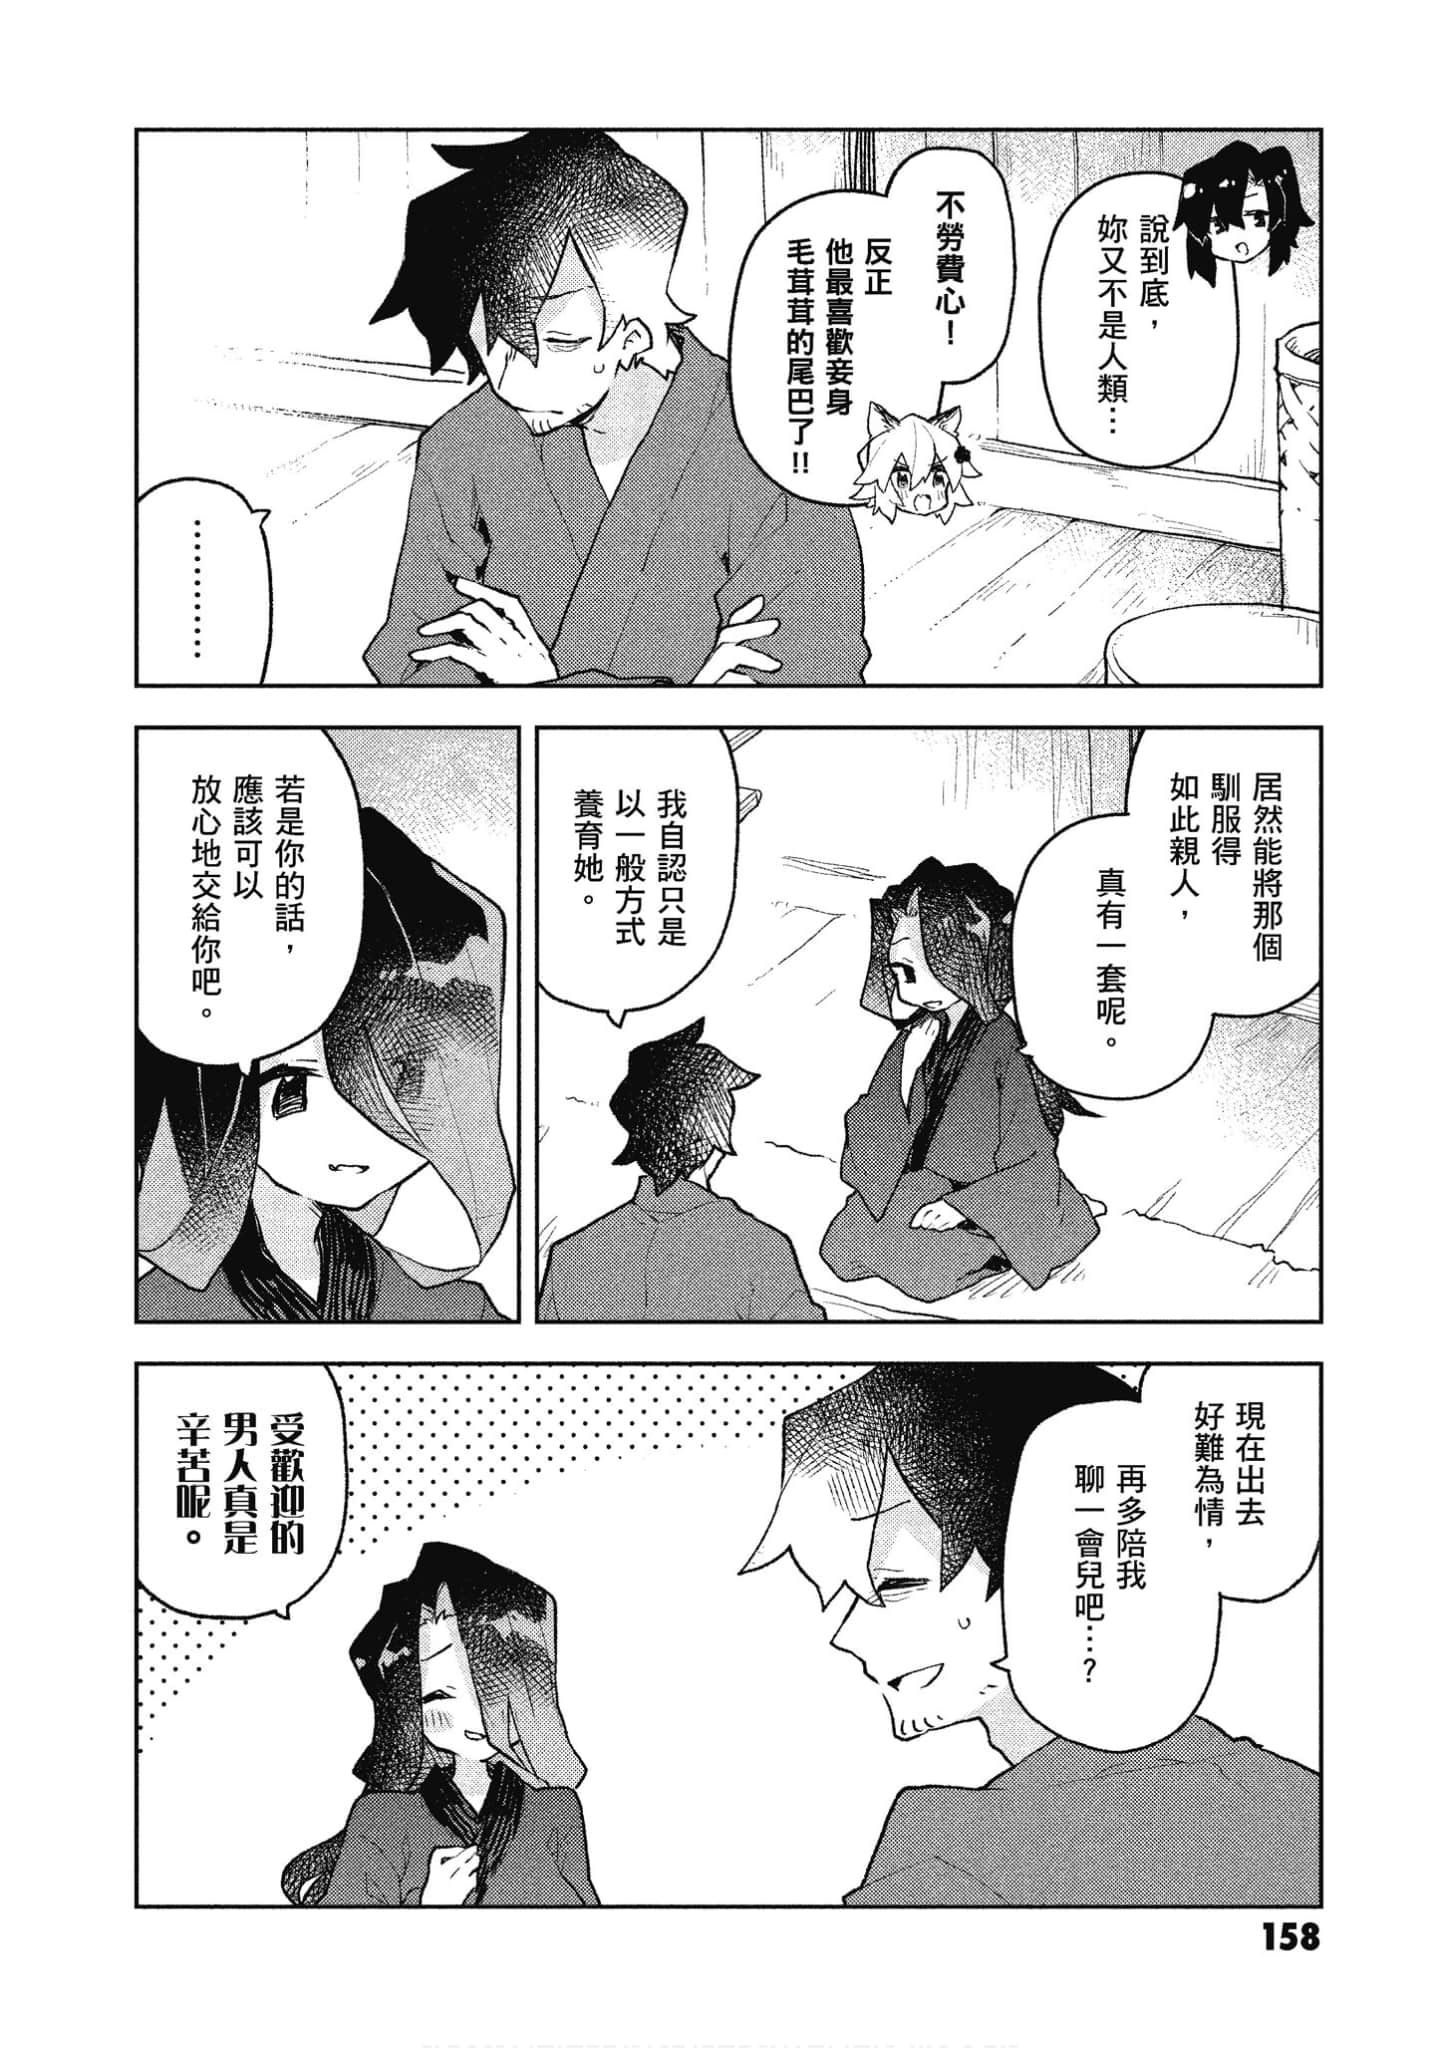 說到底，
妳又不是人類…
不勞費心！
反正
他最喜歡妾身
毛茸茸的尾巴了!!
…………
居然能將那個
馴服得
如此親人，
真有一套呢。
我自認只是
以一般方式
養育她。
若是你的話，
應該可以
放心地交給你吧。
現在出去
好難為情，
再多陪我
聊一會兒吧…?
受歡迎的
男人真是
辛苦呢。
158